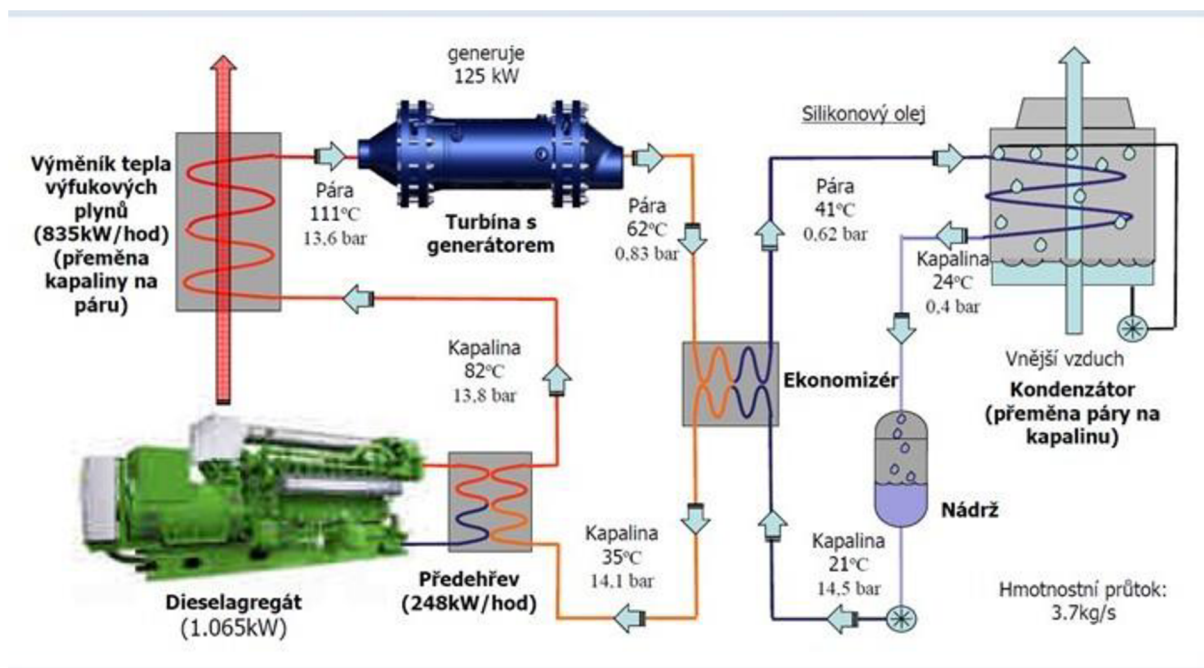 generuje
125 kW
Silikonový olej
Výměník tepla
výfukových
plynů
(835kW/hod)
(přeměna
kapaliny na
páru)
Pára
111°C
13,6 bar
Turbína s
generátorem
Pára
62°C
0,83 bar
Pára
41°C
0,62 bar
Kapalina
24°C
0,4 bar
Kapalina
82°C
13,8 bar
Ekonomizér
Vnější vzduch
Kondenzátor
(přeměna páry na
kapalinu)
Nádrž
Kapalina
35°C
14,1 bar
Kapalina
21°C
14,5 bar
Předehřev
(248kW/hod)
Dieselagregát
(1.065kW)
Hmotnostní průtok:
3.7kg/s